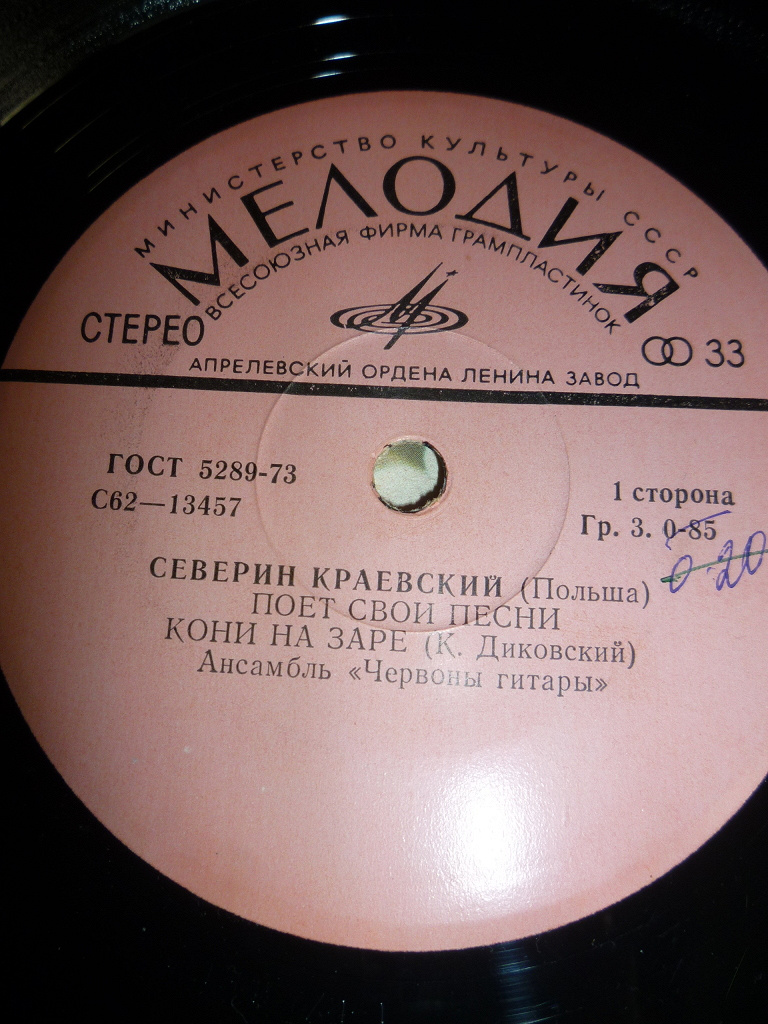 МИНИСТЕРСТВО КУЛЬТУРЫ СССР
МЕЛОДИЯ
ВСЕСОЮЗНАЯ ФИРМА ГРАМПЛАСТИНОК
СТЕРЕО
33
АПРЕЛЕВСКИЙ ОРДЕНА ЛЕНИНА ЗАВОД
ГОСТ 5289-73
С62—13457
1 сторона
Гр. 3. 0-85
0-20
СЕВЕРИН КРАЕВСКИЙ (Польша)
ПОЕТ СВОИ ПЕСНИ
КОНИ НА ЗАРЕ (К. Диковский)
Ансамбль «Червоны гитары»